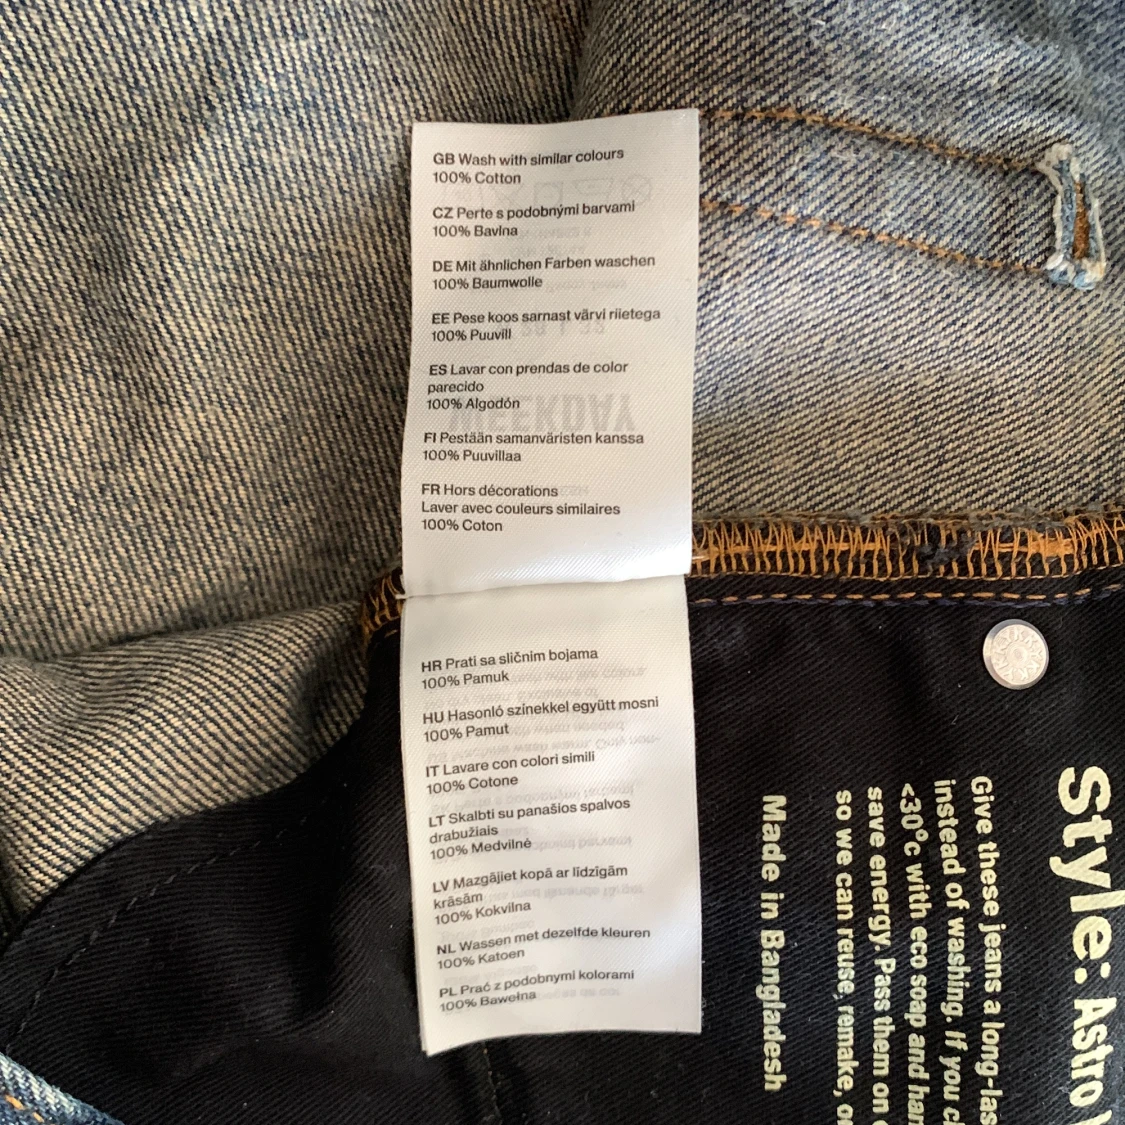 GB Wash with similar colours
100% Cotton
CZ Perte s podobnými barvami
100% Bavlna
DE Mit ähnlichen Farben waschen
100% Baumwolle
EE Pese koos sarnast värvi riietega
100% Puuvill
ES Lavar con prendas de color
parecido
100% Algodón
FI Pestään samanväristen kanssa
100% Puuvillaa
FR Hors décorations
Laver avec couleurs similaires
100% Coton
HR Prati sa sličnim bojama
100% Pamuk
HU Hasonló színekkel együtt mosni
100% Pamut
IT Lavare con colori simili
100% Cotone
LT Skalbti su panašios spalvos
drabužiais
100% Medvilnė
LV Mazgājiet kopā ar līdzīgām
krāsām
100% Kokvilna
NL Wassen met dezelfde kleuren
100% Katoen
PL Prać z podobnymi kolorami
100% Bawełna
WEEKDAY
Style: Astro
Give these jeans a long-las
instead of washing. If you
<30°c with eco soap and
save energy. Pass them on
so we can reuse, remake,
Made in Bangladesh